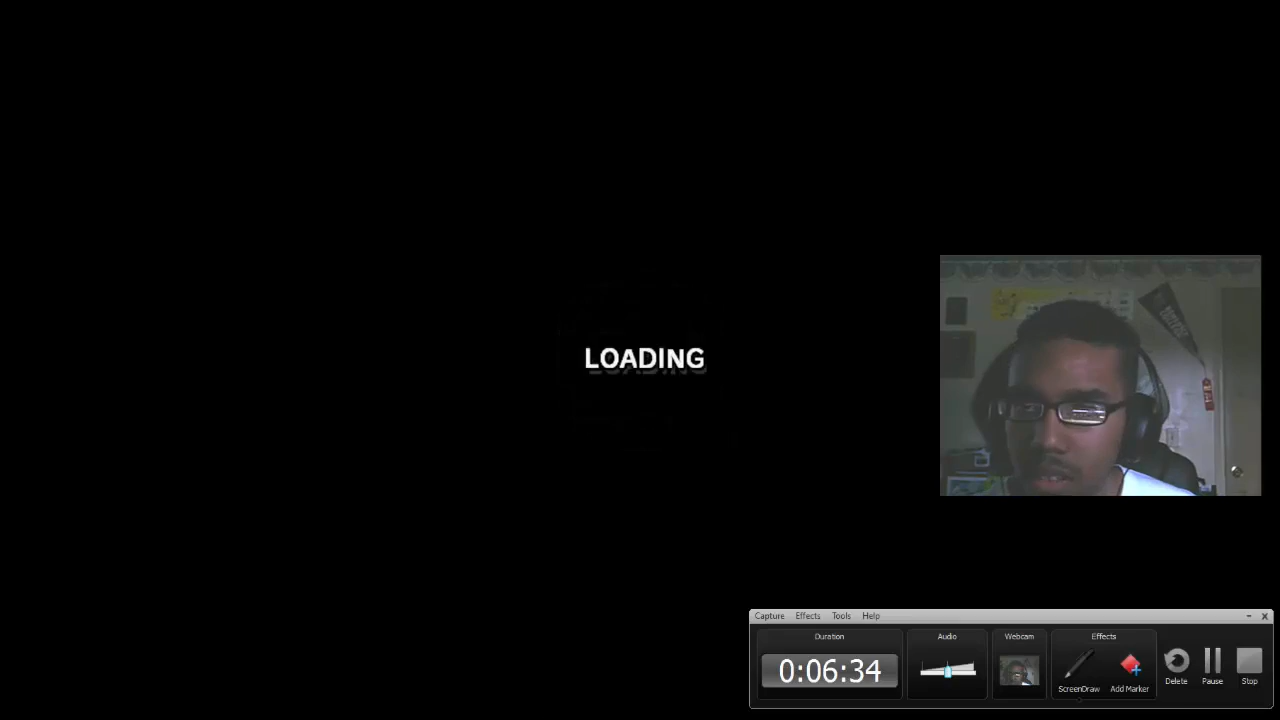 LOADING
Capture Effects Tools Help
Duration Audio Webcam Effects
0:06:34
ScreenDraw Add Marker Delete Pause Stop